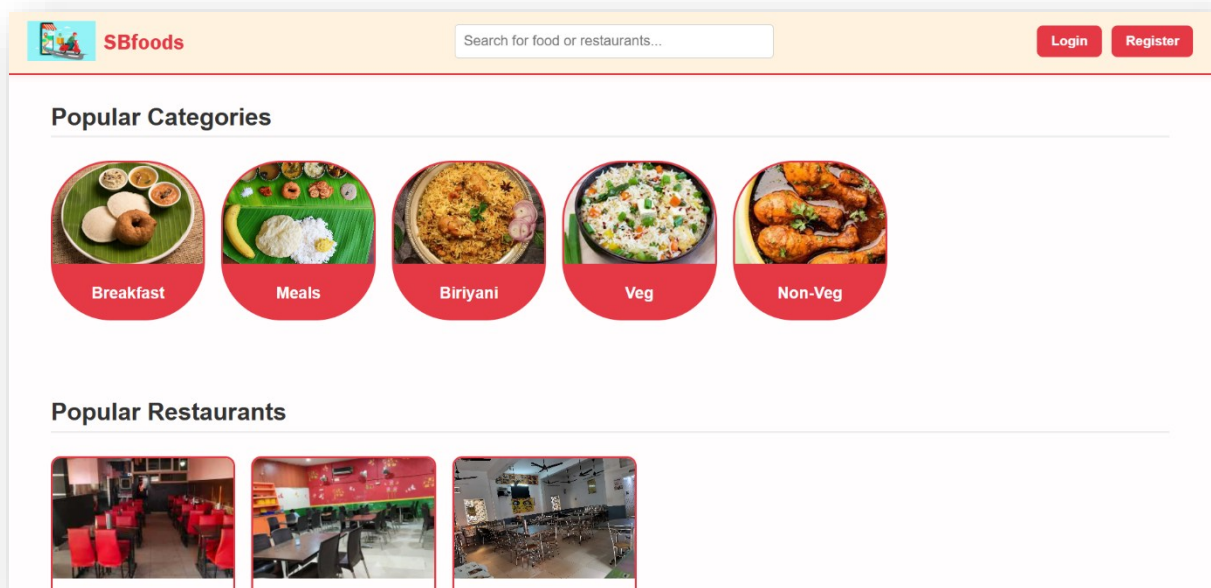 SBfoods
Search for food or restaurants...
Login
Register
Popular Categories
Breakfast
Meals
Biriyani
Veg
Non-Veg
Popular Restaurants